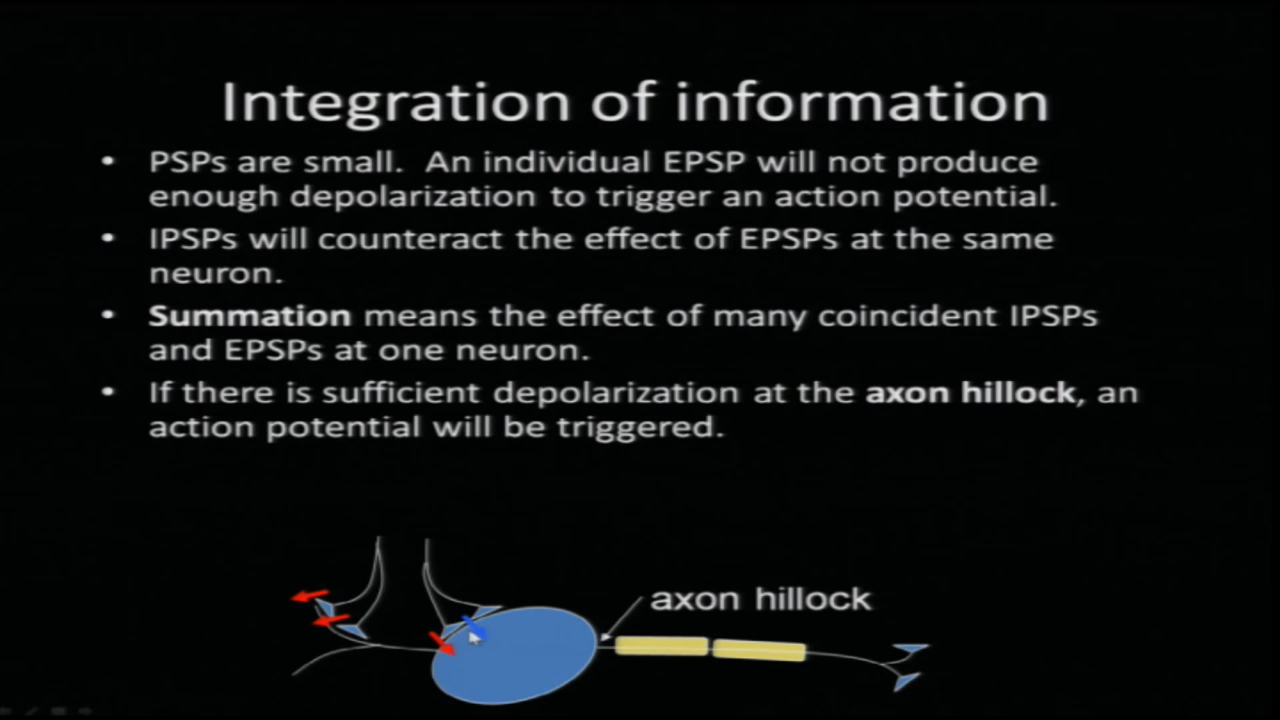 Integration of information
• PSPs are small.  An individual EPSP will not produce
enough depolarization to trigger an action potential.
• IPSPs will counteract the effect of EPSPs at the same
neuron.
• Summation means the effect of many coincident IPSPs
and EPSPs at one neuron.
• If there is sufficient depolarization at the axon hillock, an
action potential will be triggered.
axon hillock